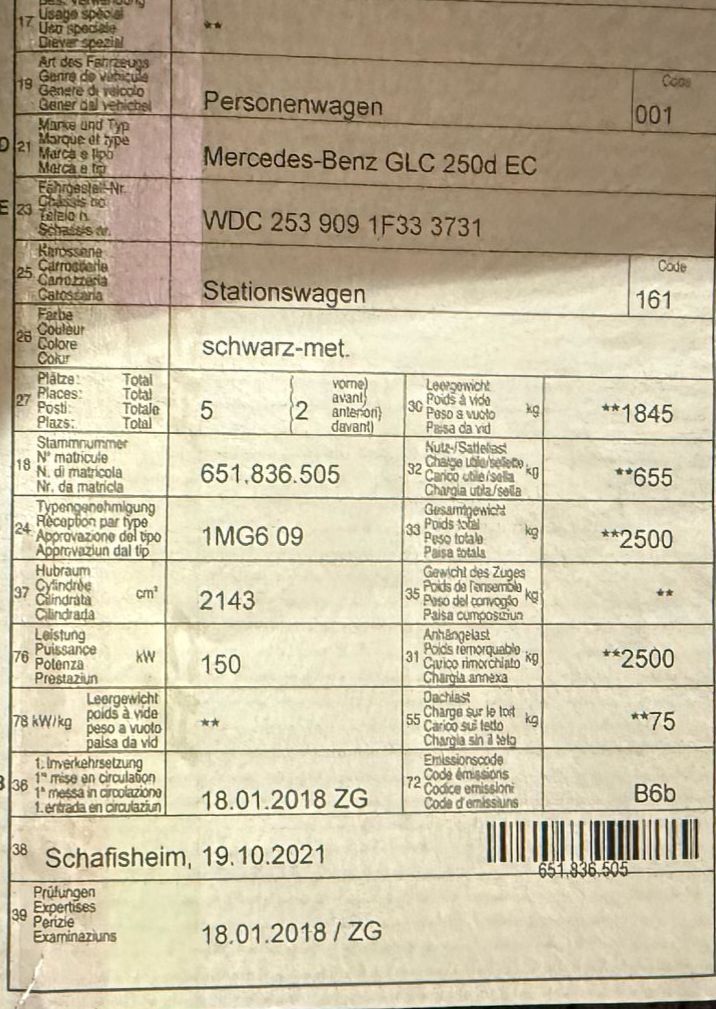 17 Usage spécial
Uso speciale
Diever spezial
**
19 Art des Fahrzeugs
Genre de véhicule
Genere di veicolo
Gener dal vehichel
Personenwagen
Code
001
D 21 Marke und Typ
Marque et type
Marca e tipo
Marca e tip
Mercedes-Benz GLC 250d EC
E 23 Fahrgestell-Nr.
Châssis no
Telaio n.
Schassis nr.
WDC 253 909 1F33 3731
25 Karosserie
Carrosserie
Carrozzeria
Carossaria
Stationswagen
Code
161
26 Farbe
Couleur
Colore
Colur
schwarz-met.
27 Plätze: Total
Places: Total
Posti: Totale
Plazs: Total
5
2
vorne)
avant)
anteriori)
davant)
30 Leergewicht
Poids à vide
Peso a vuoto
Paisa da vid
kg
**1845
18 Stammnummer
N° matricule
N. di matricola
Nr. da matricla
651.836.505
32 Nutz-/Sattellast
Charge utile/sellette
Carico utile/sella
Chargia utila/sella
kg
**655
24 Typengenehmigung
Réception par type
Approvazione del tipo
Approvaziun dal tip
1MG6 09
33 Gesamtgewicht
Poids total
Peso totale
Paisa totala
kg
**2500
37 Hubraum
Cylindrée
Cilindrata
Cilindrada
cm³
2143
35 Gewicht des Zuges
Poids de l'ensemble
Peso del convoglio
Paisa cumposiziun
kg
**
76 Leistung
Puissance
Potenza
Prestaziun
kW
150
31 Anhängelast
Poids remorquable
Carico rimorchiato
Chargia annexa
kg
**2500
78 kW/kg
Leergewicht
poids à vide
peso a vuoto
paisa da vid
**
55 Dachlast
Charge sur le toit
Carico sul tetto
Chargia sin il tetg
kg
**75
B 36 1. Inverkehrsetzung
1re mise en circulation
1a messa in circolazione
1. entrada en circulaziun
18.01.2018 ZG
72 Emissionscode
Code émissions
Codice emissioni
Code d'emissiuns
B6b
38 Schafisheim, 19.10.2021
651.836.505
39 Prüfungen
Expertises
Perizie
Examinaziuns
18.01.2018 / ZG